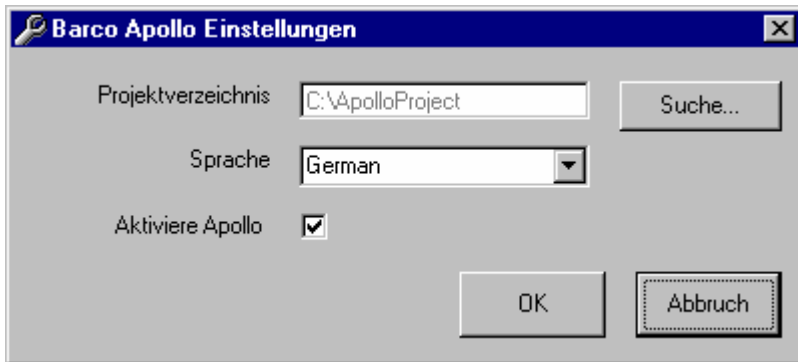 Barco Apollo Einstellungen
Projektverzeichnis C:\ApolloProject Suche...
Sprache German
Aktiviere Apollo
OK Abbruch